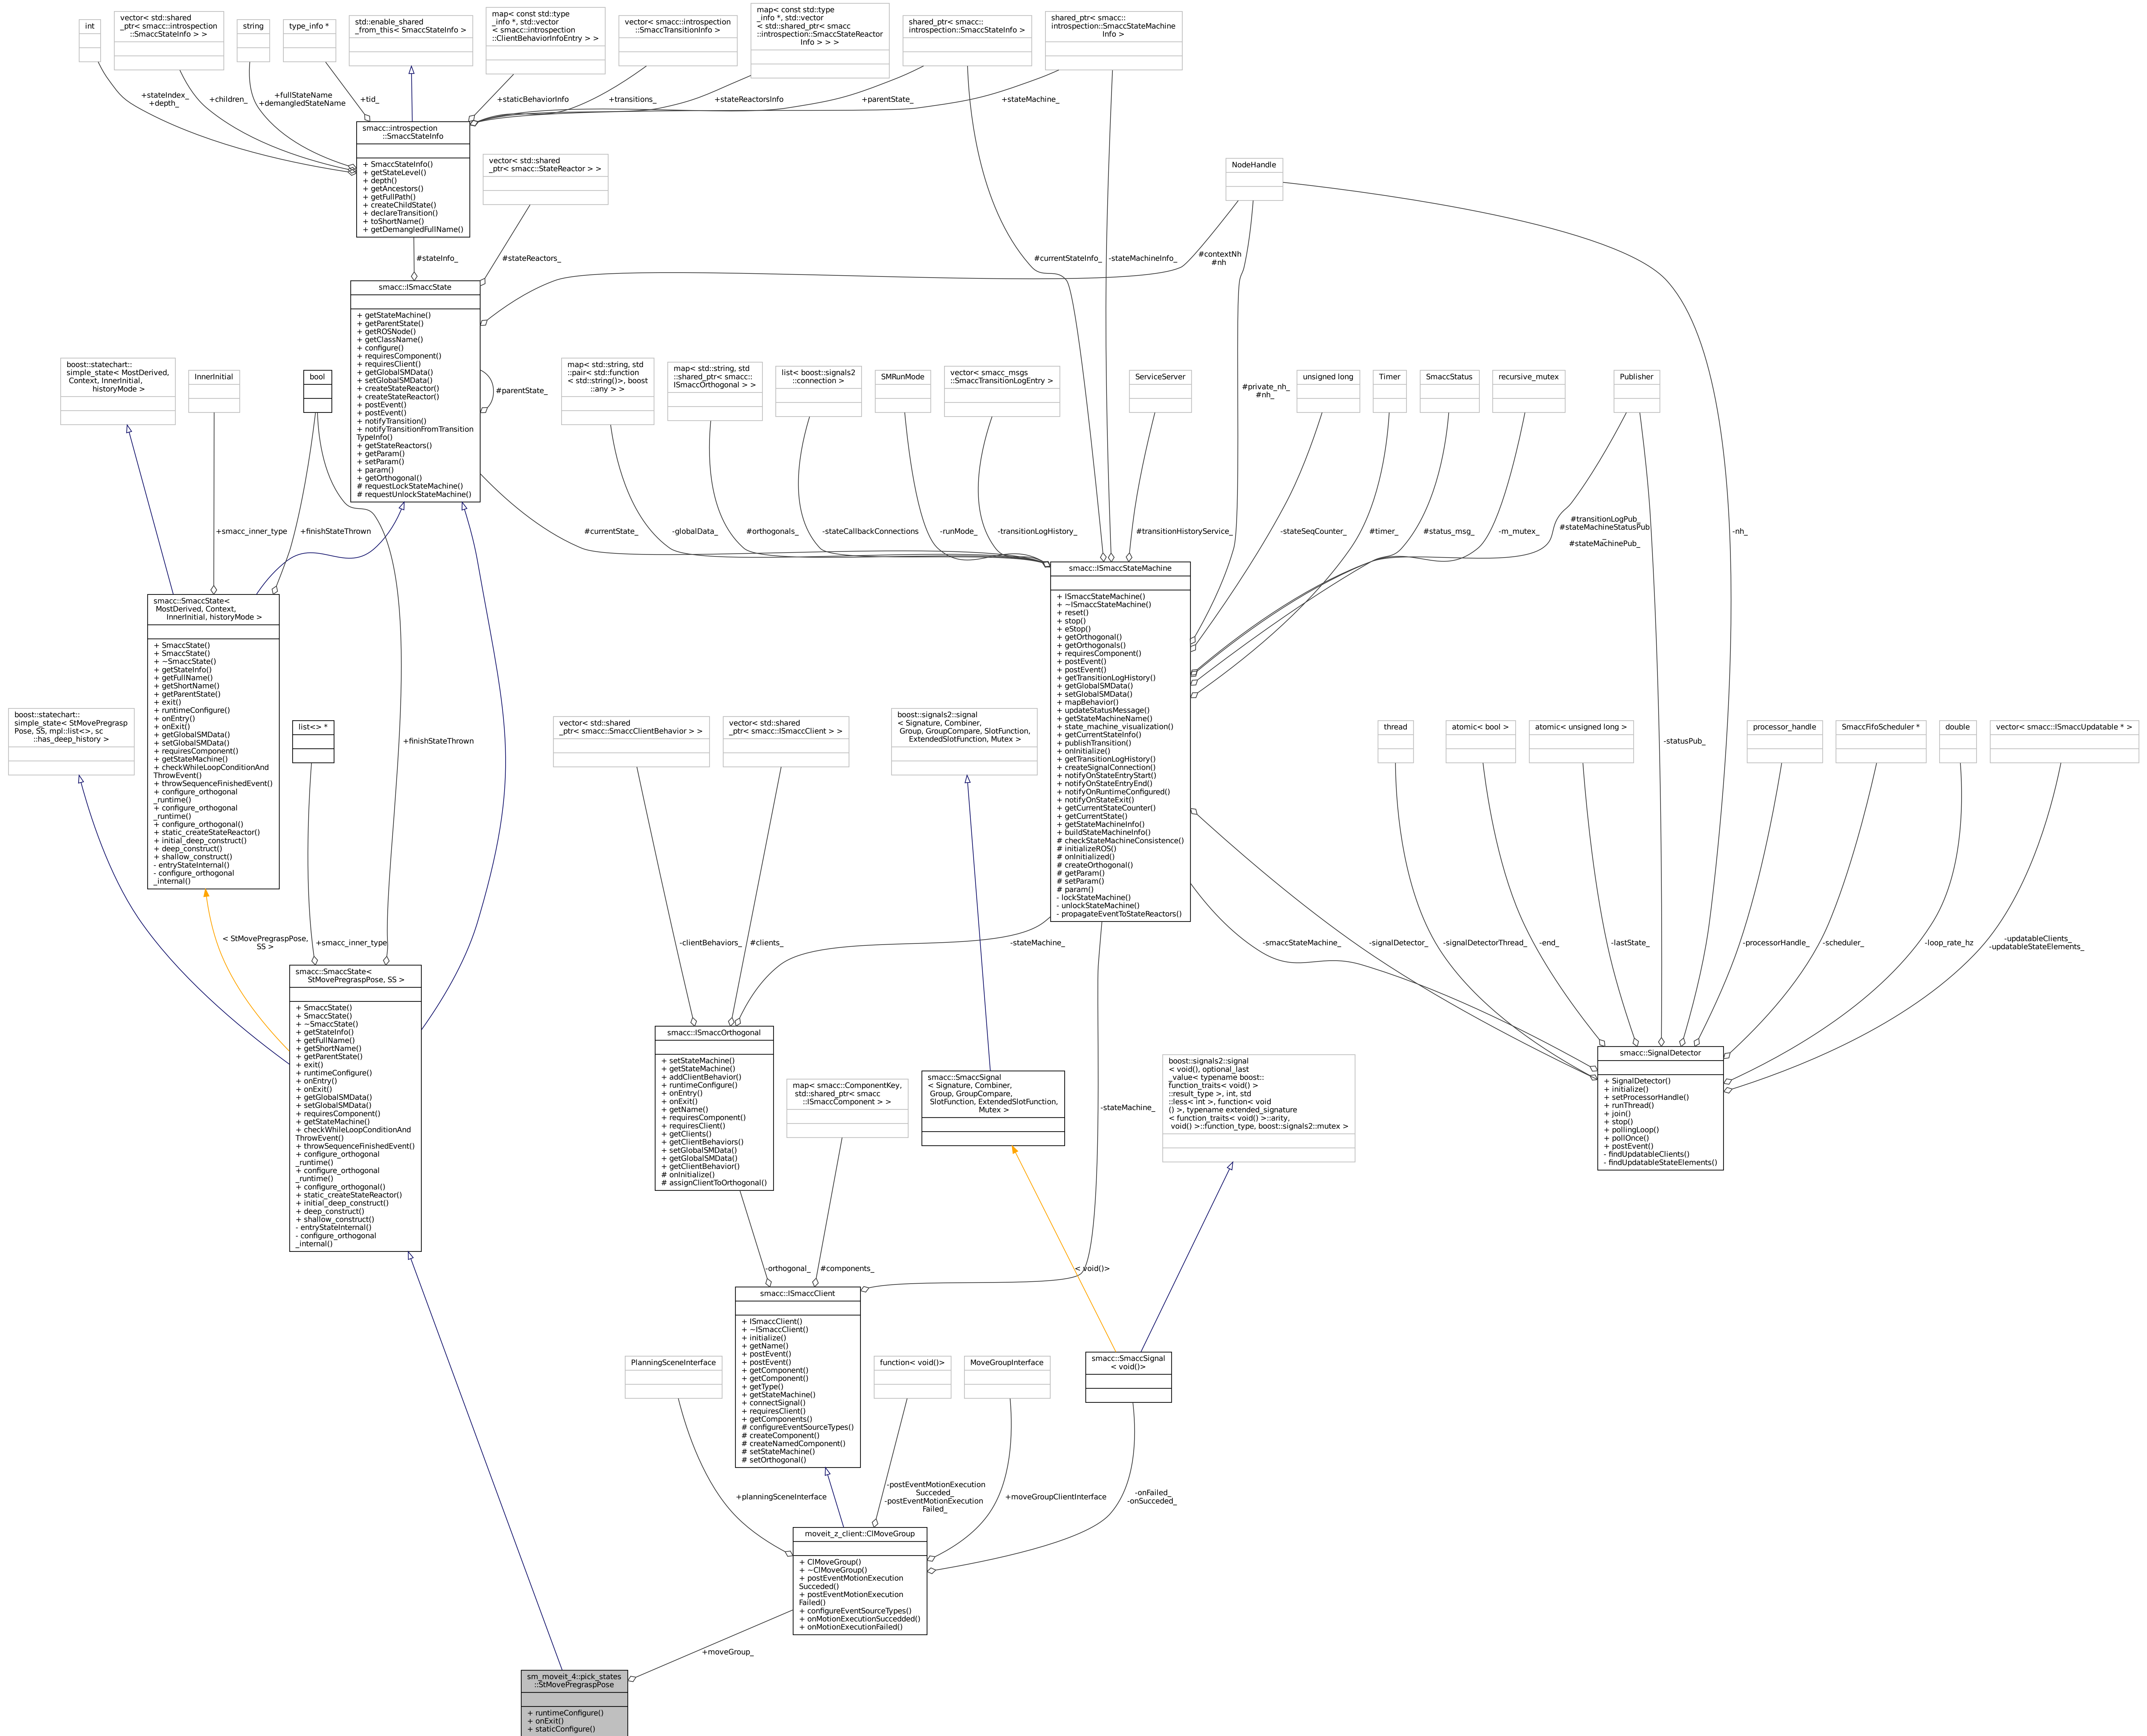 int
vector< std::shared
_ptr< smacc::introspection
::SmaccStateInfo > >
string
type_info *
std::enable_shared
_from_this< SmaccStateInfo >
map< const std::type
_info *, std::vector
< smacc::introspection
::ClientBehaviorInfoEntry > >
vector< smacc::introspection
::SmaccTransitionInfo >
map< const std::type
_info *, std::vector
< std::shared_ptr< smacc
::introspection::SmaccStateReactor
Info > > >
shared_ptr< smacc::
introspection::SmaccStateInfo >
shared_ptr< smacc::
introspection::SmaccStateMachine
Info >
+stateIndex_
+depth_
+children_
+fullStateName
+demangledStateName
+tid_
+staticBehaviorInfo
+transitions_
+stateReactorsInfo
+parentState_
+stateMachine_
smacc::introspection
::SmaccStateInfo
+ SmaccStateInfo()
+ getStateLevel()
+ depth()
+ getAncestors()
+ getFullPath()
+ createChildState()
+ declareTransition()
+ toShortName()
+ getDemangledFullName()
vector< std::shared
_ptr< smacc::StateReactor > >
NodeHandle
#stateInfo_
#stateReactors_
#currentStateInfo_
-stateMachineInfo_
#contextNh
#nh
smacc::ISmaccState
+ getStateMachine()
+ getParentState()
+ getROSNode()
+ getClassName()
+ configure()
+ requiresComponent()
+ requiresClient()
+ getGlobalSMData()
+ setGlobalSMData()
+ createStateReactor()
+ createStateReactor()
+ postEvent()
+ postEvent()
+ notifyTransition()
+ notifyTransitionFromTransition
TypeInfo()
+ getStateReactors()
+ getParam()
+ setParam()
+ param()
+ getOrthogonal()
# requestLockStateMachine()
# requestUnlockStateMachine()
#parentState_
#private_nh_
#nh_
boost::statechart::
simple_state< MostDerived,
Context, InnerInitial,
historyMode >
InnerInitial
bool
map< std::string, std
::pair< std::function
< std::string()>, boost
::any > >
map< std::string, std
::shared_ptr< smacc::
ISmaccOrthogonal > >
list< boost::signals2
::connection >
SMRunMode
vector< smacc_msgs
::SmaccTransitionLogEntry >
ServiceServer
unsigned long
Timer
SmaccStatus
recursive_mutex
Publisher
+smacc_inner_type
+finishStateThrown
#currentState_
-globalData_
#orthogonals_
-stateCallbackConnections
-runMode_
-transitionLogHistory_
#transitionHistoryService_
-stateSeqCounter_
#timer_
#status_msg_
-m_mutex_
#transitionLogPub_
#stateMachineStatusPub
_
#stateMachinePub_
-nh_
smacc::ISmaccStateMachine
+ ISmaccStateMachine()
+ ~ISmaccStateMachine()
+ reset()
+ stop()
+ eStop()
+ getOrthogonal()
+ getOrthogonals()
+ requiresComponent()
+ postEvent()
+ postEvent()
+ getTransitionLogHistory()
+ getGlobalSMData()
+ setGlobalSMData()
+ mapBehavior()
+ updateStatusMessage()
+ getStateMachineName()
+ state_machine_visualization()
+ getCurrentStateInfo()
+ publishTransition()
+ onInitialize()
+ getTransitionLogHistory()
+ createSignalConnection()
+ notifyOnStateEntryStart()
+ notifyOnStateEntryEnd()
+ notifyOnRuntimeConfigured()
+ notifyOnStateExit()
+ getCurrentStateCounter()
+ getCurrentState()
+ getStateMachineInfo()
+ buildStateMachineInfo()
# checkStateMachineConsistence()
# initializeROS()
# onInitialized()
# createOrthogonal()
# getParam()
# setParam()
# param()
- lockStateMachine()
- unlockStateMachine()
- propagateEventToStateReactors()
smacc::SmaccState<
MostDerived, Context,
InnerInitial, historyMode >
+ SmaccState()
+ SmaccState()
+ ~SmaccState()
+ getStateInfo()
+ getFullName()
+ getShortName()
+ getParentState()
+ exit()
+ runtimeConfigure()
+ onEntry()
+ onExit()
+ getGlobalSMData()
+ setGlobalSMData()
+ requiresComponent()
+ getStateMachine()
+ checkWhileLoopConditionAnd
ThrowEvent()
+ throwSequenceFinishedEvent()
+ configure_orthogonal
_runtime()
+ configure_orthogonal
_runtime()
+ configure_orthogonal()
+ static_createStateReactor()
+ initial_deep_construct()
+ deep_construct()
+ shallow_construct()
- entryStateInternal()
- configure_orthogonal
_internal()
boost::statechart::
simple_state< StMovePregrasp
Pose, SS, mpl::list<>, sc
::has_deep_history >
list<> *
+finishStateThrown
vector< std::shared
_ptr< smacc::SmaccClientBehavior > >
vector< std::shared
_ptr< smacc::ISmaccClient > >
boost::signals2::signal
< Signature, Combiner,
Group, GroupCompare, SlotFunction,
ExtendedSlotFunction, Mutex >
thread
atomic< bool >
atomic< unsigned long >
-statusPub_
processor_handle
SmaccFifoScheduler *
double
vector< smacc::ISmaccUpdatable * >
< StMovePregraspPose,
SS >
+smacc_inner_type
-clientBehaviors_
#clients_
-stateMachine_
-smaccStateMachine_
-signalDetector_
-signalDetectorThread_
-end_
-lastState_
-processorHandle_
-scheduler_
-loop_rate_hz
-updatableClients_
-updatableStateElements_
smacc::SmaccState<
StMovePregraspPose, SS >
+ SmaccState()
+ SmaccState()
+ ~SmaccState()
+ getStateInfo()
+ getFullName()
+ getShortName()
+ getParentState()
+ exit()
+ runtimeConfigure()
+ onEntry()
+ onExit()
+ getGlobalSMData()
+ setGlobalSMData()
+ requiresComponent()
+ getStateMachine()
+ checkWhileLoopConditionAnd
ThrowEvent()
+ throwSequenceFinishedEvent()
+ configure_orthogonal
_runtime()
+ configure_orthogonal
_runtime()
+ configure_orthogonal()
+ static_createStateReactor()
+ initial_deep_construct()
+ deep_construct()
+ shallow_construct()
- entryStateInternal()
- configure_orthogonal
_internal()
smacc::ISmaccOrthogonal
+ setStateMachine()
+ getStateMachine()
+ addClientBehavior()
+ runtimeConfigure()
+ onEntry()
+ onExit()
+ getName()
+ requiresComponent()
+ requiresClient()
+ getClients()
+ getClientBehaviors()
+ setGlobalSMData()
+ getGlobalSMData()
+ getClientBehavior()
# onInitialize()
# assignClientToOrthogonal()
map< smacc::ComponentKey,
std::shared_ptr< smacc
::ISmaccComponent > >
smacc::SmaccSignal
< Signature, Combiner,
Group, GroupCompare,
SlotFunction, ExtendedSlotFunction,
Mutex >
-stateMachine_
boost::signals2::signal
< void(), optional_last
_value< typename boost::
function_traits< void()>
::result_type >, int, std
::less< int >, function< void
() >, typename extended_signature
< function_traits< void() >::arity,
void() >::function_type, boost::signals2::mutex >
smacc::SignalDetector
+ SignalDetector()
+ initialize()
+ setProcessorHandle()
+ runThread()
+ join()
+ stop()
+ pollingLoop()
+ pollOnce()
+ postEvent()
- findUpdatableClients()
- findUpdatableStateElements()
-orthogonal_
#components_
< void()>
smacc::ISmaccClient
+ ISmaccClient()
+ ~ISmaccClient()
+ initialize()
+ getName()
+ postEvent()
+ postEvent()
+ getComponent()
+ getComponent()
+ getType()
+ getStateMachine()
+ connectSignal()
+ requiresClient()
+ getComponents()
# configureEventSourceTypes()
# createComponent()
# createNamedComponent()
# setStateMachine()
# setOrthogonal()
PlanningSceneInterface
function< void()>
MoveGroupInterface
smacc::SmaccSignal
< void()>
+planningSceneInterface
-postEventMotionExecution
Succeded_
-postEventMotionExecution
Failed_
+moveGroupClientInterface
-onFailed_
-onSucceded_
moveit_z_client::ClMoveGroup
+ ClMoveGroup()
+ ~ClMoveGroup()
+ postEventMotionExecution
Succeded()
+ postEventMotionExecution
Failed()
+ configureEventSourceTypes()
+ onMotionExecutionSuccedded()
+ onMotionExecutionFailed()
+moveGroup_
sm_moveit_4::pick_states
::StMovePregraspPose
+ runtimeConfigure()
+ onExit()
+ staticConfigure()